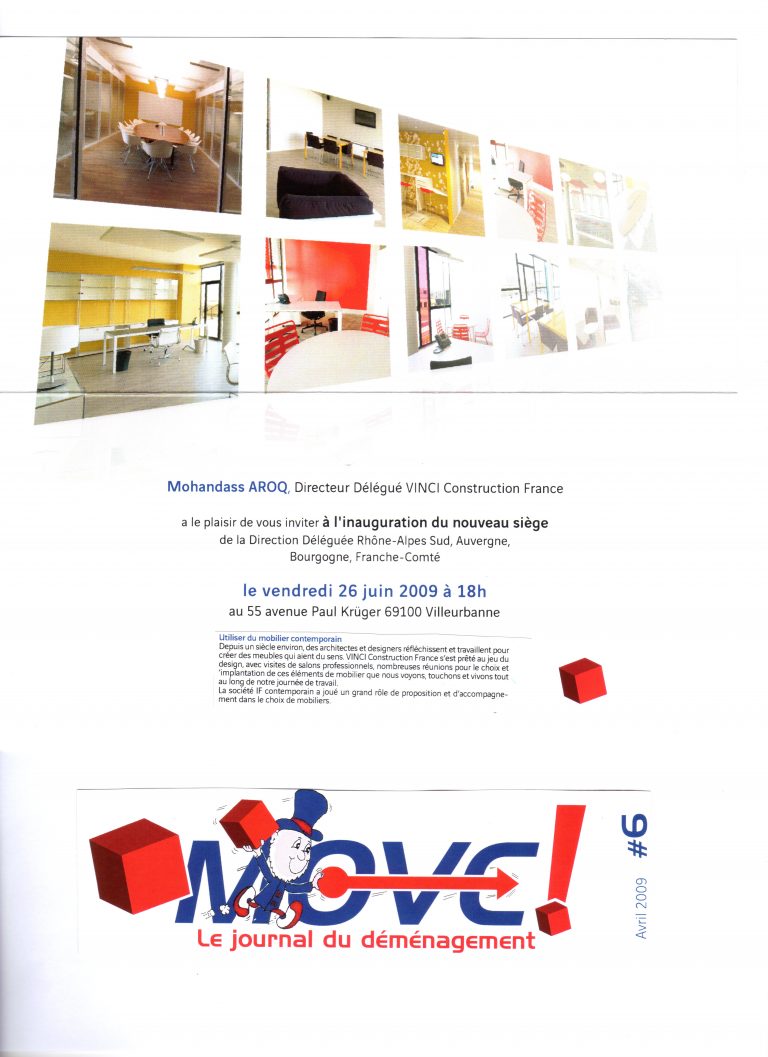 Mohandass AROQ, Directeur Délégué VINCI Construction France
a le plaisir de vous inviter à l'inauguration du nouveau siège
de la Direction Déléguée Rhône-Alpes Sud, Auvergne,
Bourgogne, Franche-Comté
le vendredi 26 juin 2009 à 18h
au 55 avenue Paul Krüger 69100 Villeurbanne
Utiliser du mobilier contemporain
Depuis un siècle environ, des architectes et designers réfléchissent et travaillent pour
créer des meubles qui aient du sens. VINCI Construction France s'est prêté au jeu du
design, avec visites de salons professionnels, nombreuses réunions pour le choix et
'implantation de ces éléments de mobilier que nous voyons, touchons et vivons tout
au long de notre journée de travail.
La société IF contemporain a joué un grand rôle de proposition et d'accompagne-
ment dans le choix de mobiliers.
MOVE!
Le journal du déménagement
Avril 2009 #6